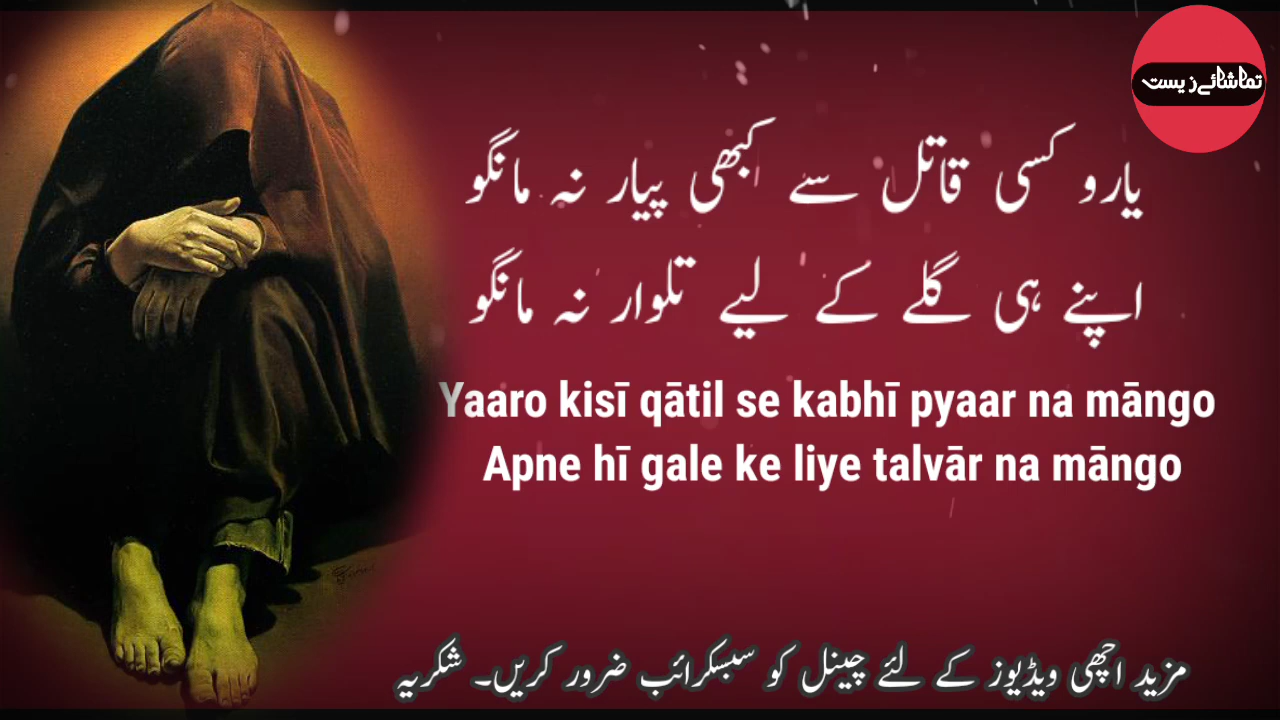 تماشائے زیست
یارو کسی قاتل سے کبھی پیار نہ مانگو
اپنے ہی گلے کے لیے تلوار نہ مانگو
Yaaro kisī qātil se kabhī pyaar na māngo
Apne hī gale ke liye talvār na māngo
مزید اچھی ویڈیوز کے لئے چینل کو سبسکرائب ضرور کریں۔ شکریہ